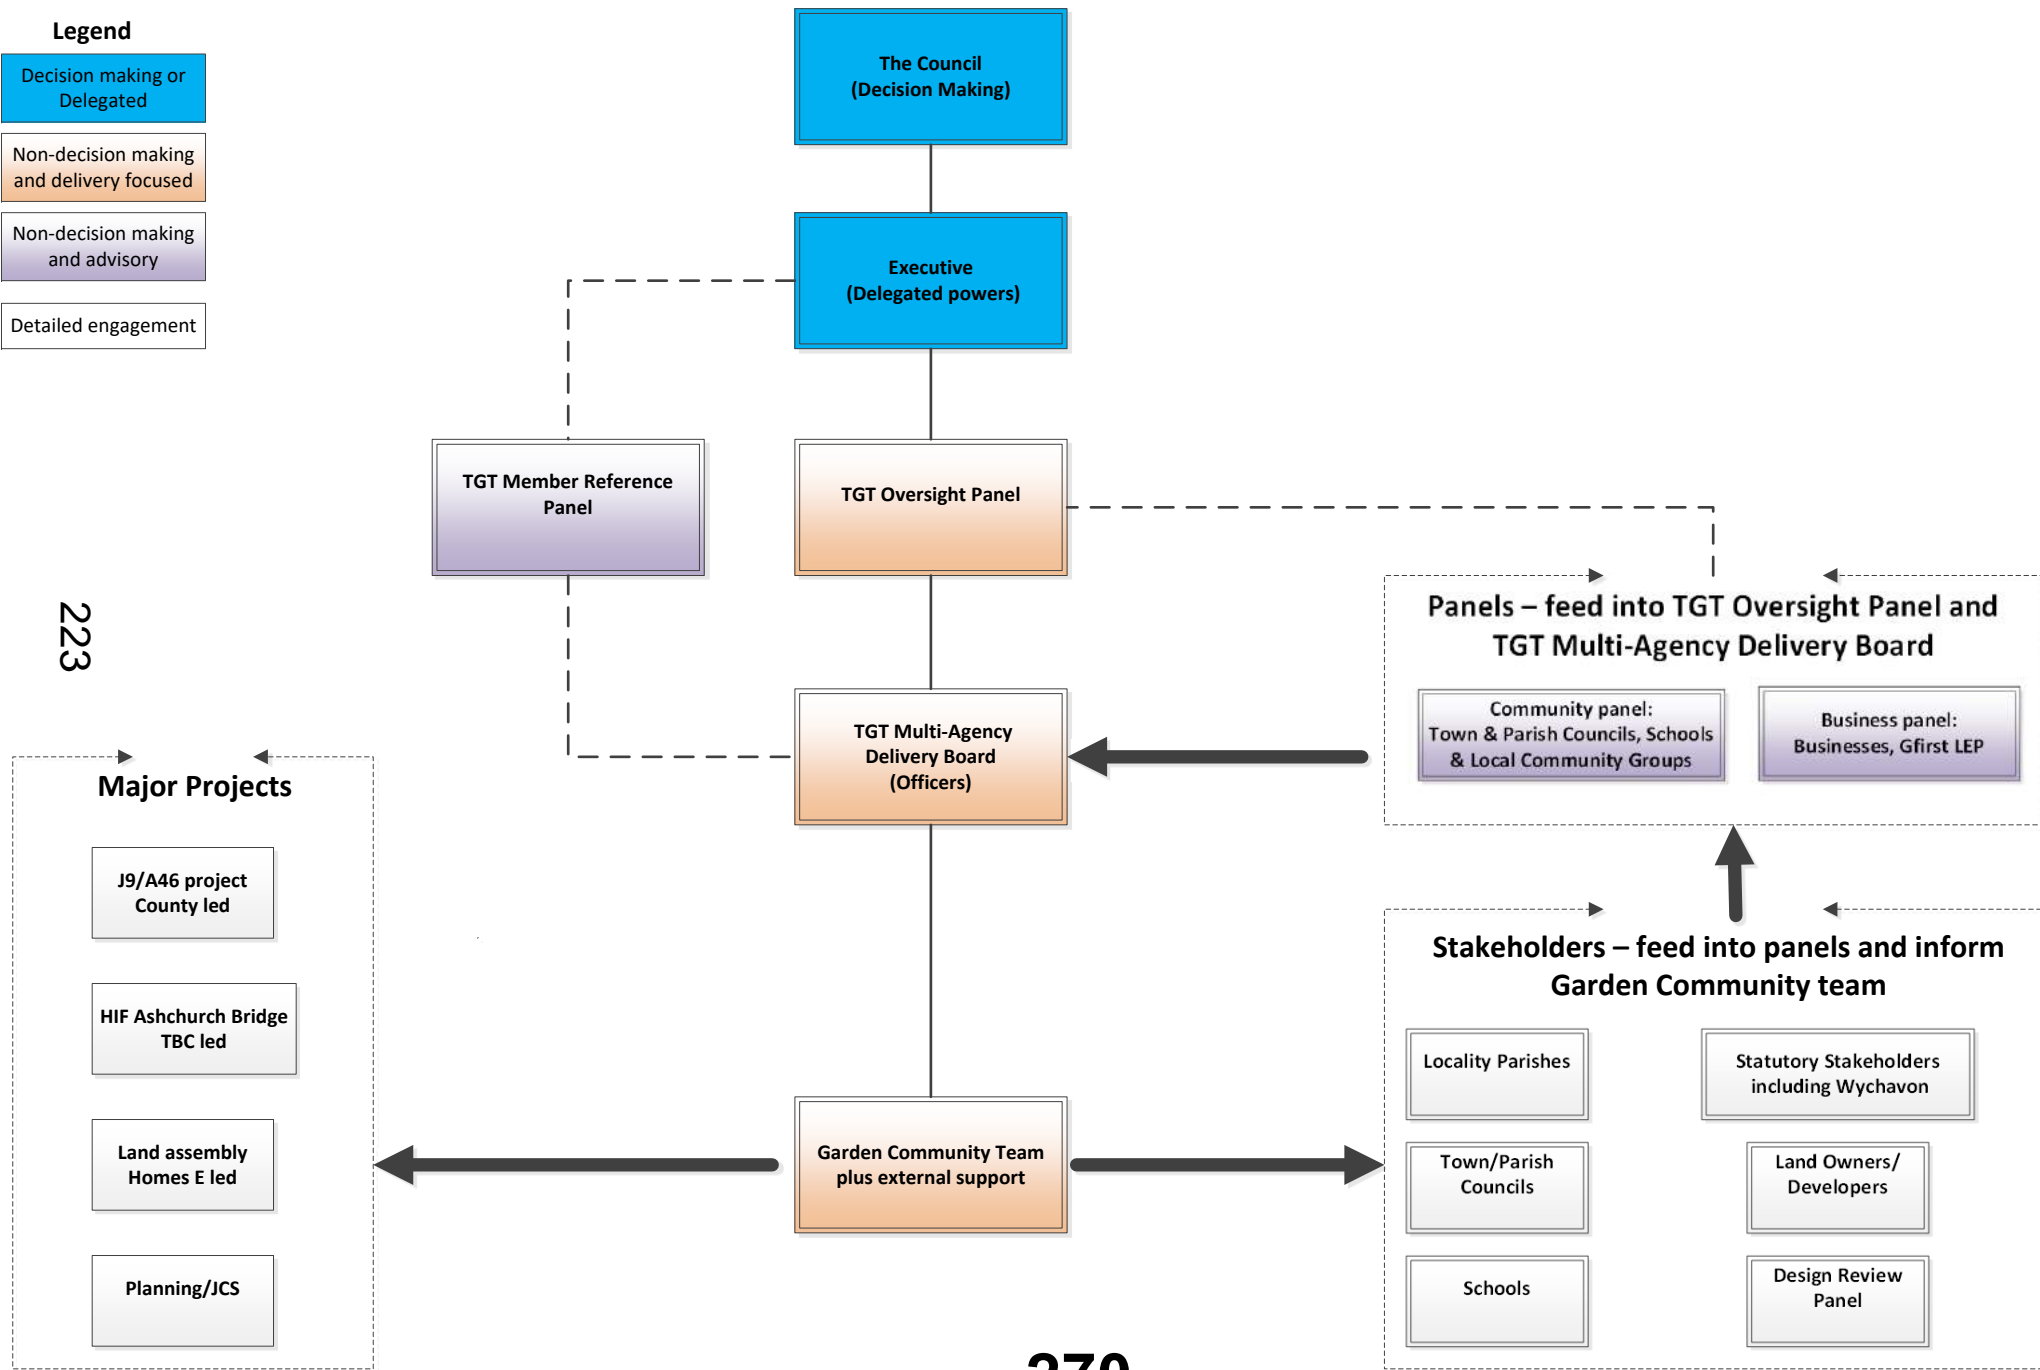 Legend
Decision making or
Delegated
Non-decision making
and delivery focused
Non-decision making
and advisory
Detailed engagement
The Council
(Decision Making)
Executive
(Delegated powers)
TGT Member Reference
Panel
TGT Oversight Panel
TGT Multi-Agency
Delivery Board
(Officers)
Panels – feed into TGT Oversight Panel and
TGT Multi-Agency Delivery Board
Community panel:
Town & Parish Councils, Schools
& Local Community Groups
Business panel:
Businesses, Gfirst LEP
223
Major Projects
J9/A46 project
County led
HIF Ashchurch Bridge
TBC led
Land assembly
Homes E led
Planning/JCS
Garden Community Team
plus external support
Stakeholders – feed into panels and inform
Garden Community team
Locality Parishes
Statutory Stakeholders
including Wychavon
Town/Parish
Councils
Land Owners/
Developers
Schools
Design Review
Panel